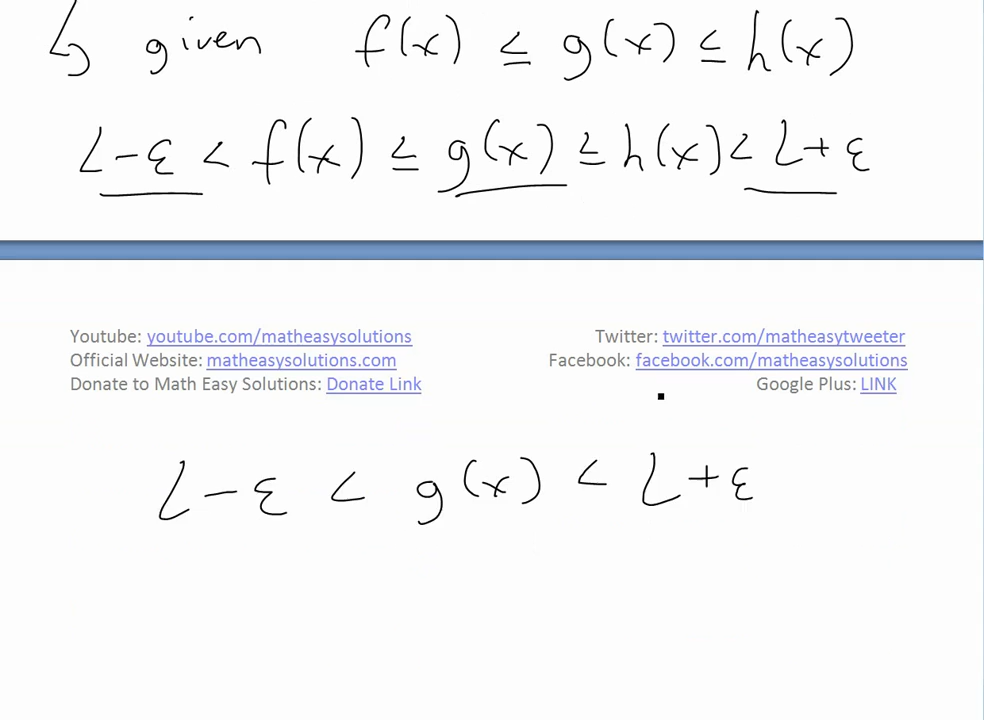 ↳ given f(x) ≤ g(x) ≤ h(x)
L-ε < f(x) ≤ g(x) ≤ h(x) < L+ε
Youtube: youtube.com/matheasysolutions Twitter: twitter.com/matheasytweeter
Official Website: matheasysolutions.com Facebook: facebook.com/matheasysolutions
Donate to Math Easy Solutions: Donate Link Google Plus: LINK
L-ε < g(x) < L+ε